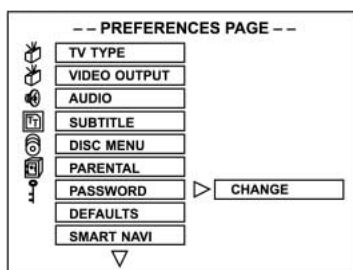 -- PREFERENCES PAGE --
TV TYPE
VIDEO OUTPUT
AUDIO
SUBTITLE
DISC MENU
PARENTAL
PASSWORD CHANGE
DEFAULTS
SMART NAVI